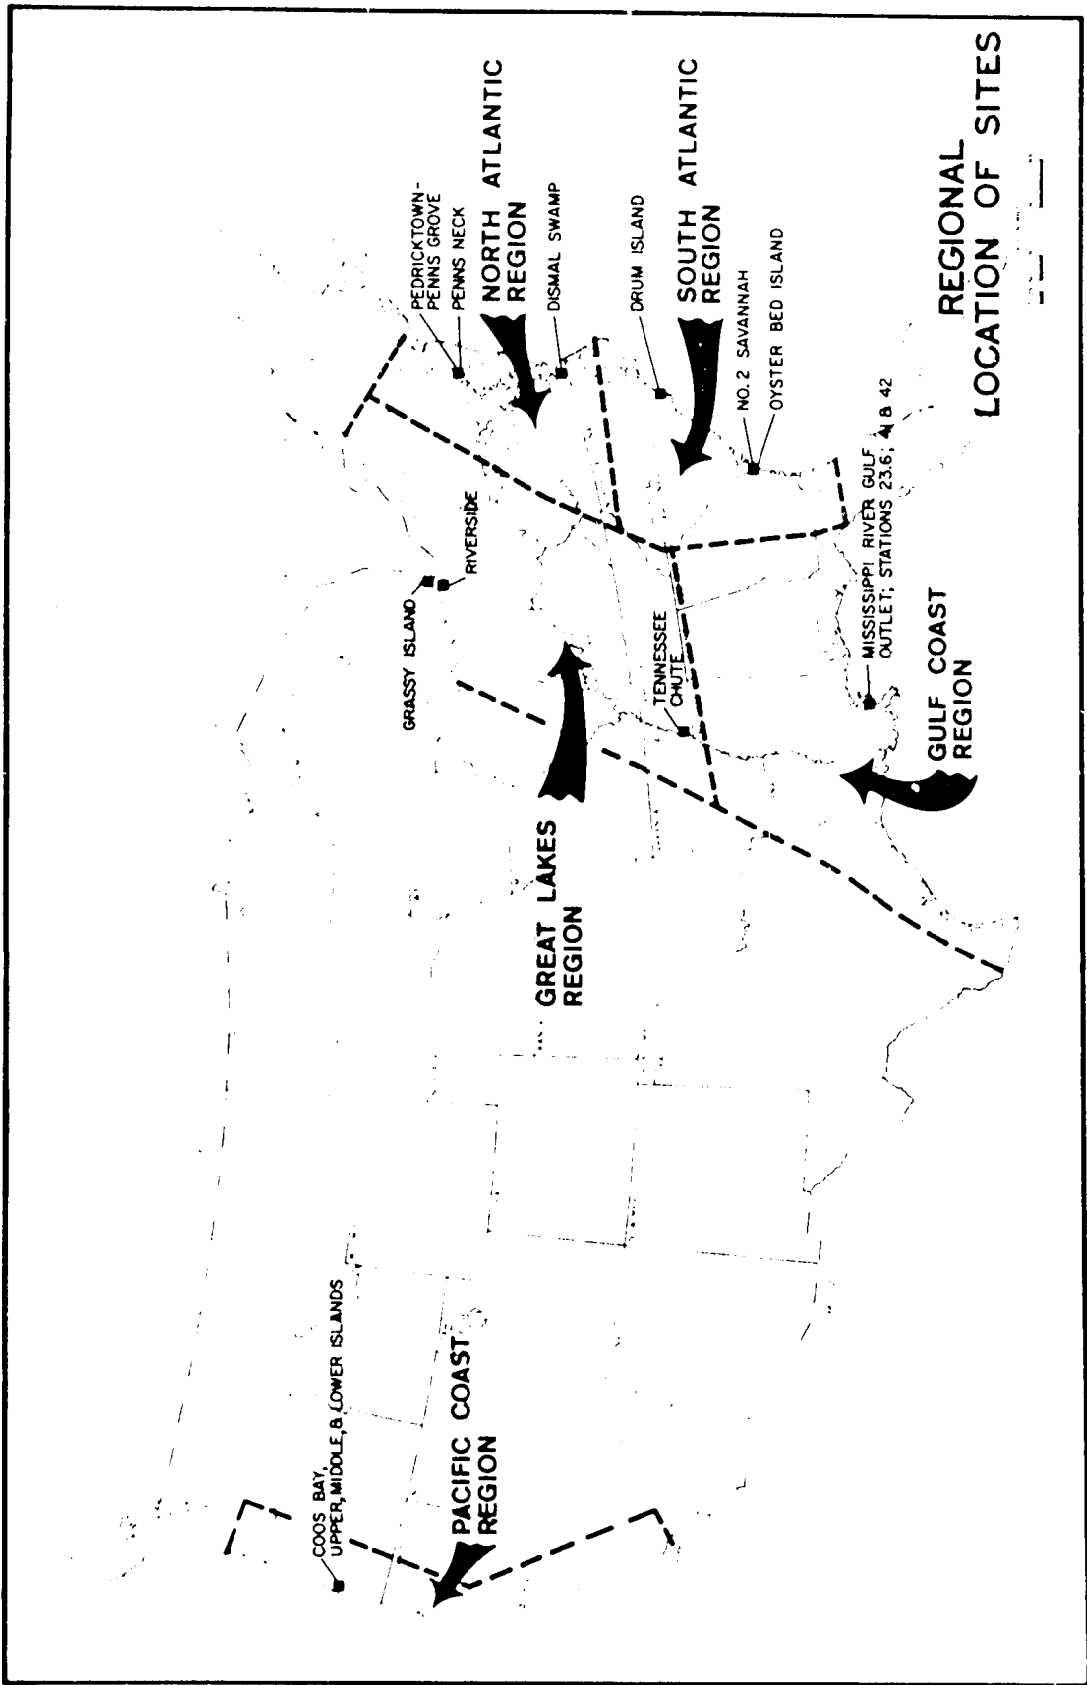 COOS BAY,
UPPER, MIDDLE, & LOWER ISLANDS
PACIFIC COAST
REGION
GREAT LAKES
REGION
GRASSY ISLAND
RIVERSIDE
TENNESSEE
CHUTE
PEDRICKTOWN-
PENNS GROVE
PENNS NECK
NORTH ATLANTIC
REGION
DISMAL SWAMP
DRUM ISLAND
SOUTH ATLANTIC
REGION
NO. 2 SAVANNAH
OYSTER BED ISLAND
MISSISSIPPI RIVER GULF
OUTLET; STATIONS 23.6; 41 & 42
GULF COAST
REGION
REGIONAL
LOCATION OF SITES